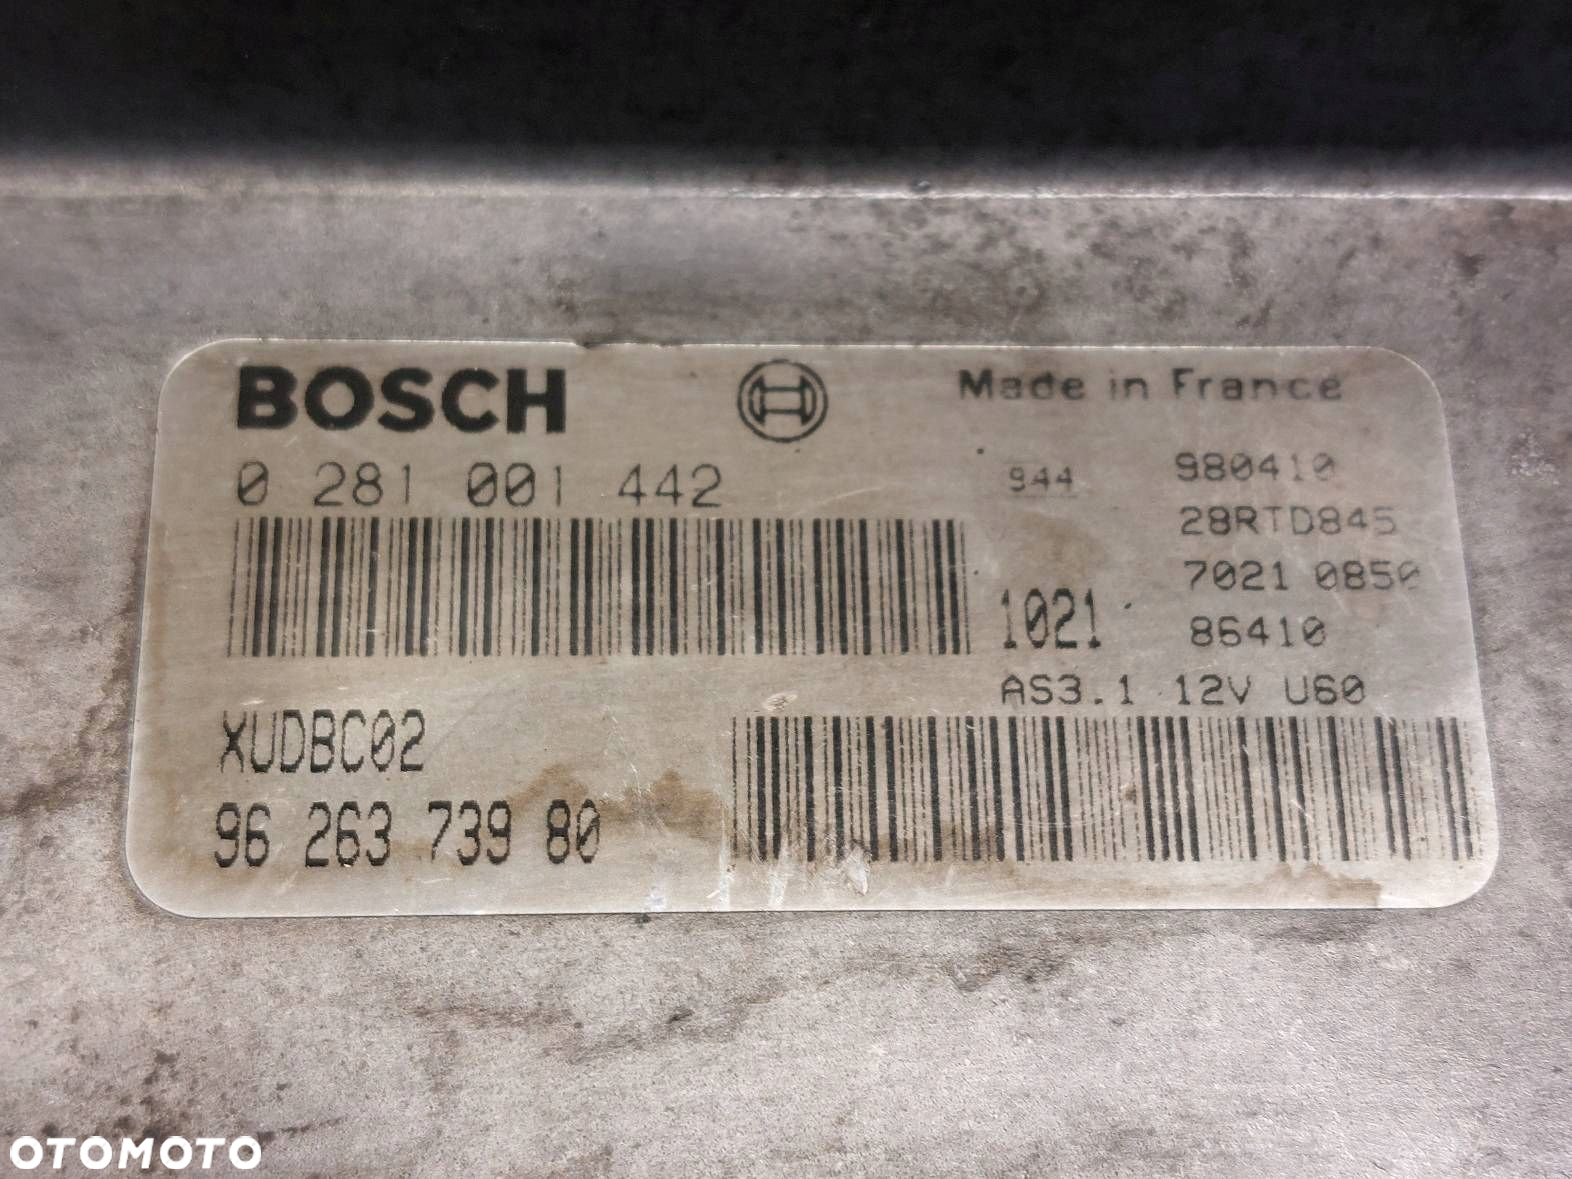 BOSCH
Made in France
0 281 001 442
944
980410
28RTD845
7021 0850
1021
86410
AS3.1 12V U60
XUDBC02
96 263 739 80
OTOMOTO